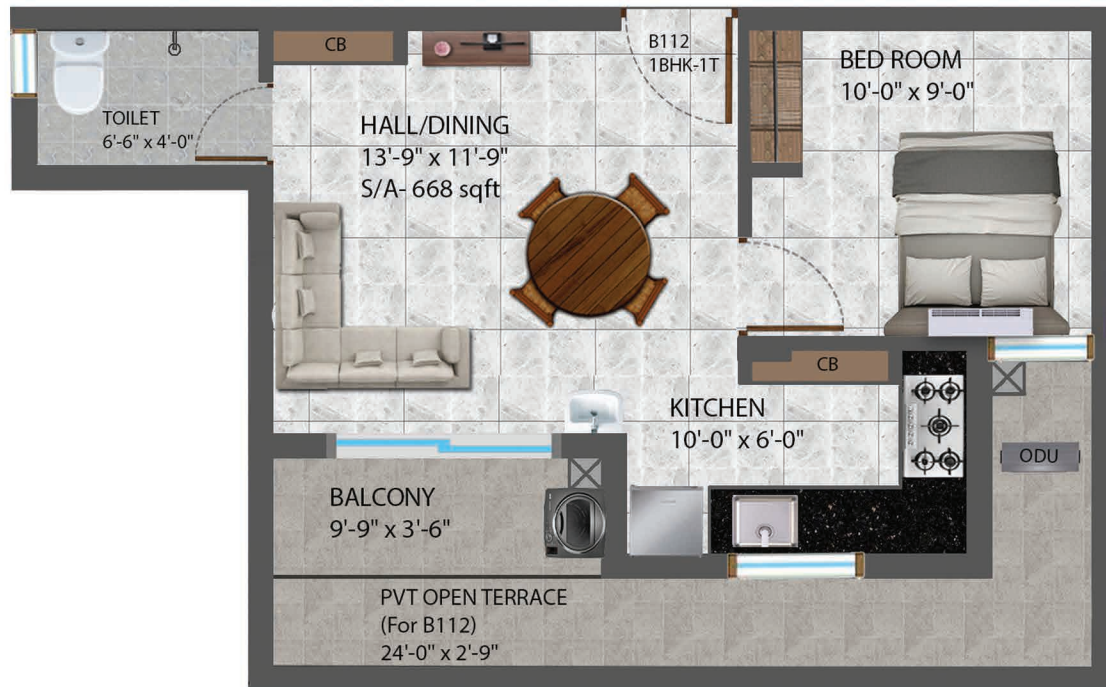 CB
B112
1BHK-1T
BED ROOM
10'-0" x 9'-0"
TOILET
6'-6" x 4'-0"
HALL/DINING
13'-9" x 11'-9"
S/A- 668 sqft
CB
KITCHEN
10'-0" x 6'-0"
ODU
BALCONY
9'-9" x 3'-6"
PVT OPEN TERRACE
(For B112)
24'-0" x 2'-9"